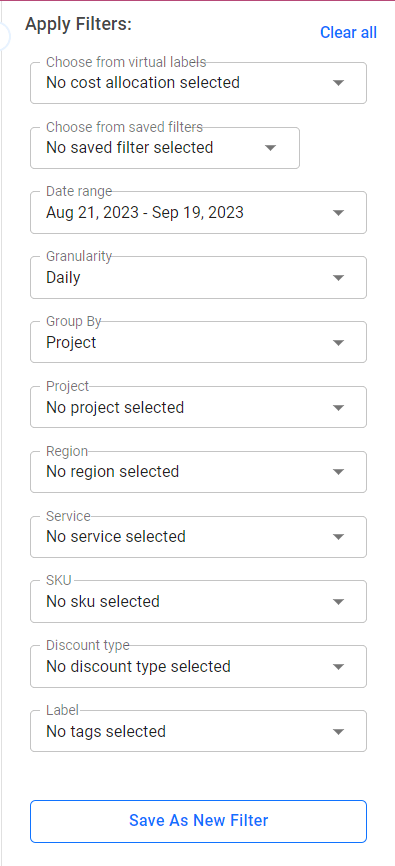 Apply Filters:
Clear all
Choose from virtual labels
No cost allocation selected
Choose from saved filters
No saved filter selected
Date range
Aug 21, 2023 - Sep 19, 2023
Granularity
Daily
Group By
Project
Project
No project selected
Region
No region selected
Service
No service selected
SKU
No sku selected
Discount type
No discount type selected
Label
No tags selected
Save As New Filter